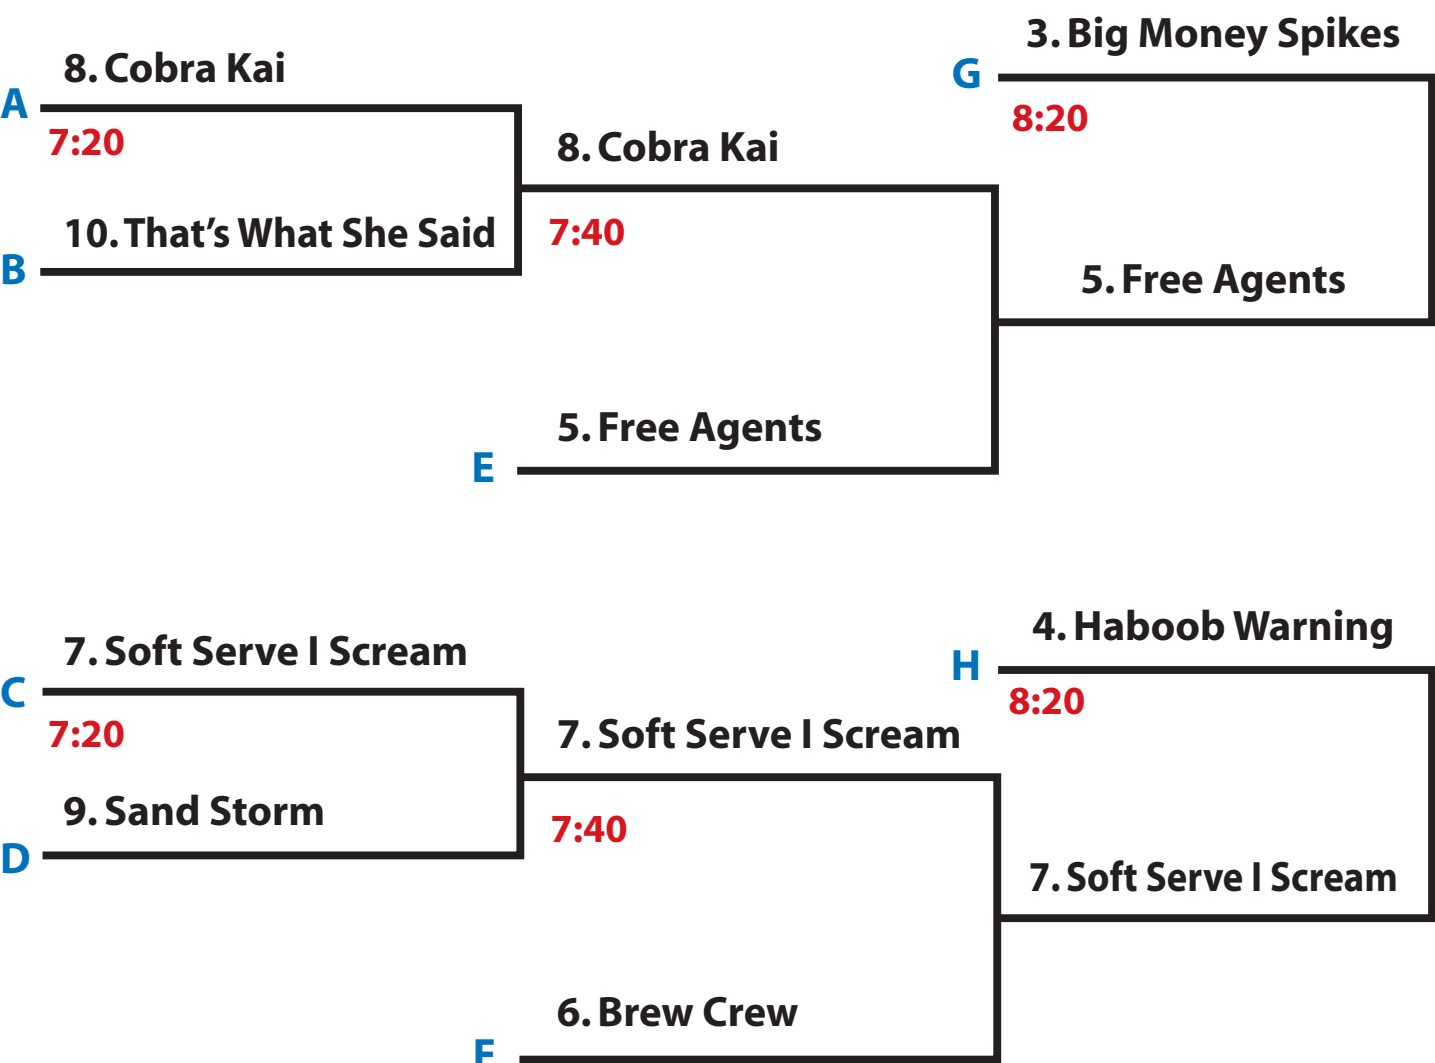 3. Big Money Spikes
G
8:20
8. Cobra Kai
A
7:20
8. Cobra Kai
7:40
10. That's What She Said
B
5. Free Agents
5. Free Agents
E
4. Haboob Warning
H
8:20
7. Soft Serve I Scream
C
7:20
7. Soft Serve I Scream
7:40
9. Sand Storm
D
7. Soft Serve I Scream
6. Brew Crew
F